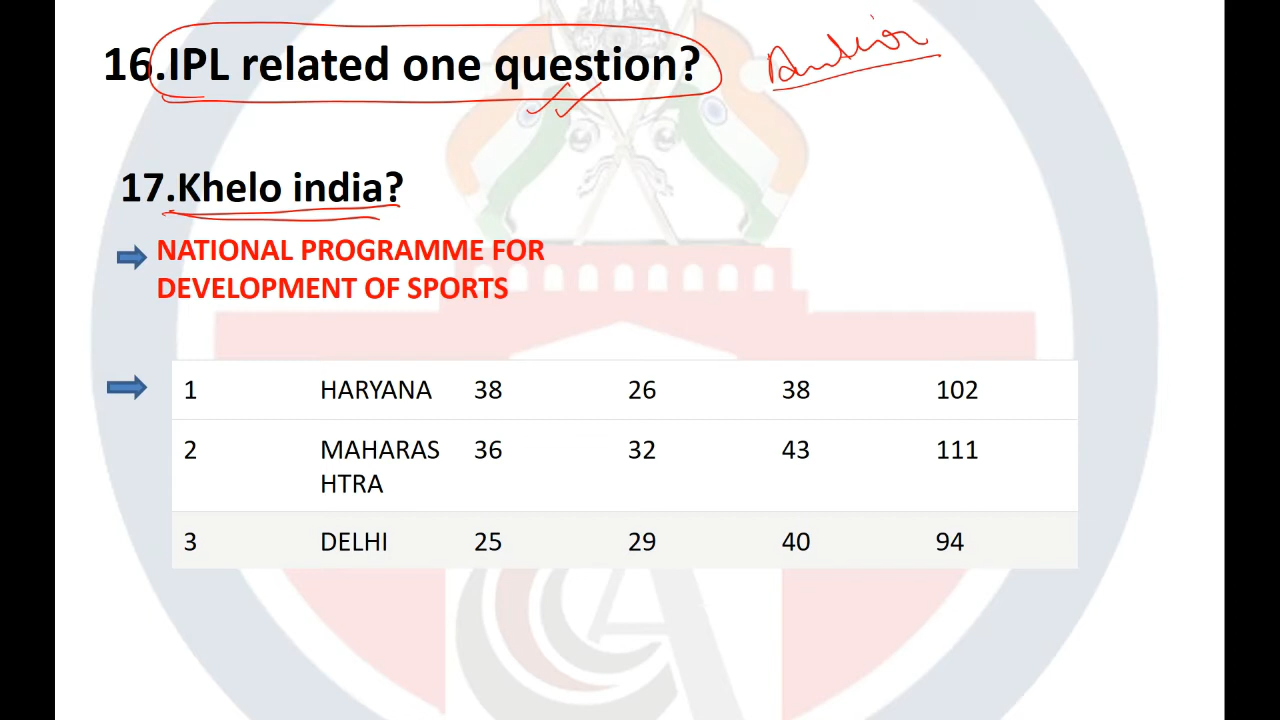 16.IPL related one question?
17.Khelo india?
NATIONAL PROGRAMME FOR
DEVELOPMENT OF SPORTS
1 HARYANA 38 26 38 102
2 MAHARAS 36 32 43 111
HTRA
3 DELHI 25 29 40 94